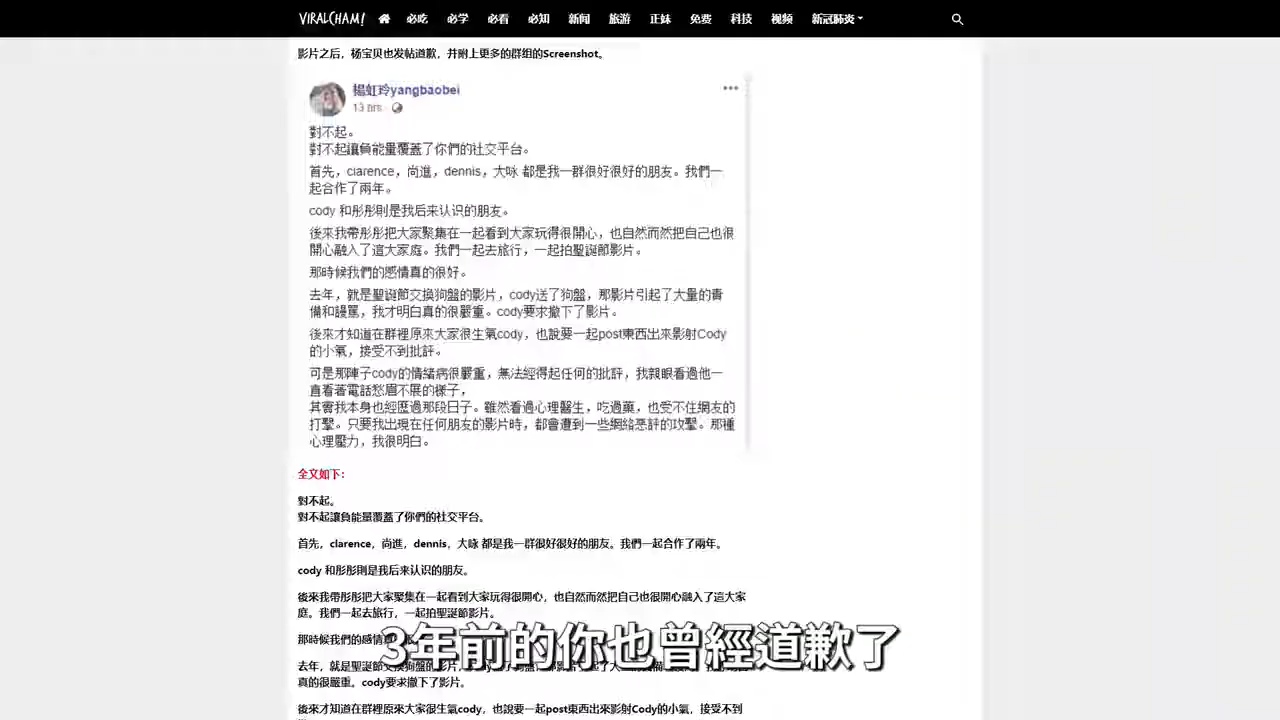 VIRALCHAM! 必吃 必学 必看 必知 新闻 旅游 正妹 免费 科技 视频 新冠肺炎
影片之后，杨宝贝也发帖道歉，并附上更多的群组的Screenshot。
楊虹玲yangbaobei
13 hrs
對不起。
對不起讓負能量覆蓋了你們的社交平台。
首先，clarence，尚進，dennis，大咏 都是我一群很好很好的朋友。我們一
起合作了兩年。
cody 和彤彤則是我后来认识的朋友。
後來我帶彤彤把大家聚集在一起看到大家玩得很開心，也自然而然把自己也很
開心融入了這大家庭。我們一起去旅行，一起拍聖誕節影片。
那時候我們的感情真的很好。
去年，就是聖誕節交換狗盤的影片，cody送了狗盤，那影片引起了大量的責
備和謾罵，我才明白真的很嚴重。cody要求撤下了影片。
後來才知道在群裡原來大家很生氣cody，也說要一起post東西出來影射Cody
的小氣，接受不到批評。
可是那陣子cody的情緒病很嚴重，無法經得起任何的批評，我親眼看過他一
直看著電話愁眉不展的樣子，
其實我本身也經歷過那段日子。雖然看過心理醫生，吃過藥，也受不住網友的
打擊。只要我出現在任何朋友的影片時，都會遭到一些網絡惡評的攻擊。那種
心理壓力，我很明白。
全文如下：
對不起。
對不起讓負能量覆蓋了你們的社交平台。
首先，clarence，尚進，dennis，大咏 都是我一群很好很好的朋友。我們一起合作了兩年。
cody 和彤彤則是我后来认识的朋友。
後來我帶彤彤把大家聚集在一起看到大家玩得很開心，也自然而然把自己也很開心融入了這大家
庭。我們一起去旅行，一起拍聖誕節影片。
那時候我們的感情
3年前的你也曾經道歉了
去年，就是聖誕節交換狗盤的影片
真的很嚴重。cody要求撤下了影片。
後來才知道在群裡原來大家很生氣cody，也說要一起post東西出來影射Cody的小氣，接受不到